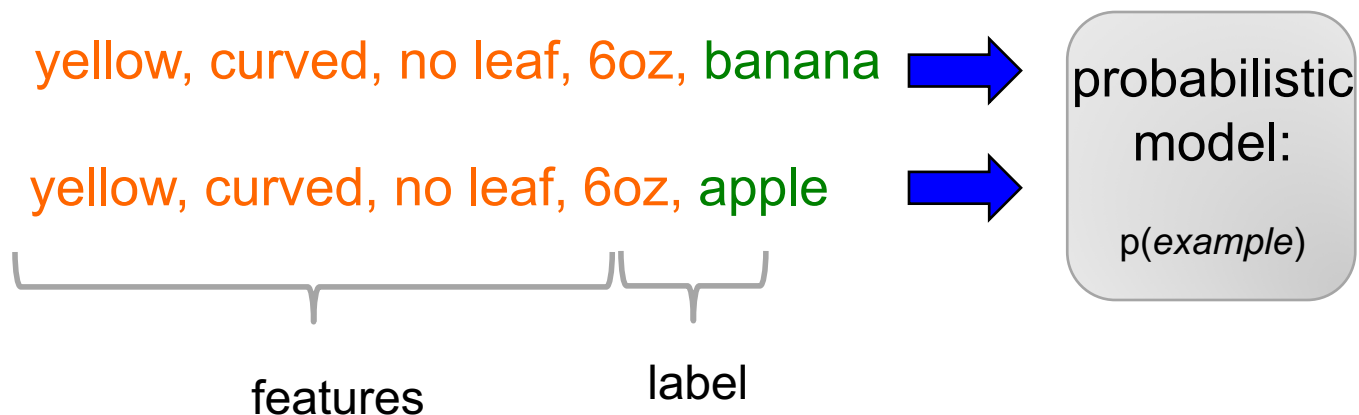 yellow, curved, no leaf, 6oz, banana
yellow, curved, no leaf, 6oz, apple
features
label
probabilistic
model:
p(example)